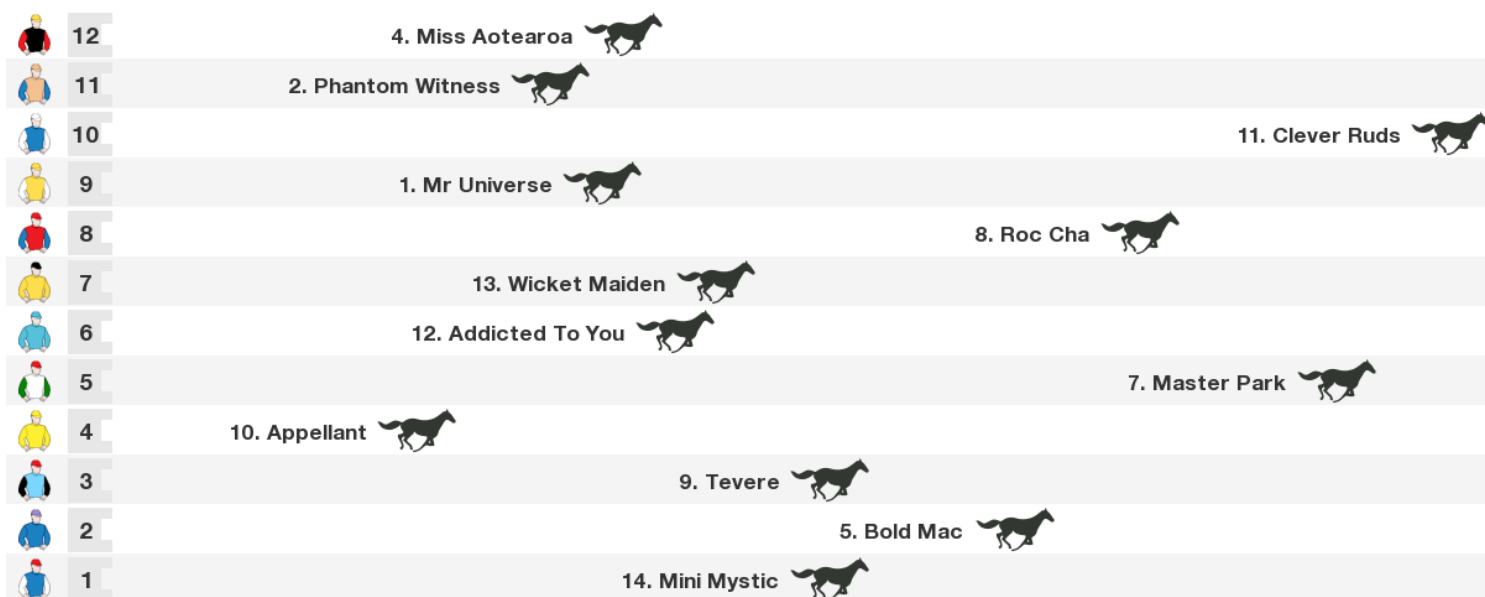 12 4. Miss Aotearoa
11 2. Phantom Witness
10 11. Clever Ruds
9 1. Mr Universe
8 8. Roc Cha
7 13. Wicket Maiden
6 12. Addicted To You
5 7. Master Park
4 10. Appellant
3 9. Tevere
2 5. Bold Mac
1 14. Mini Mystic